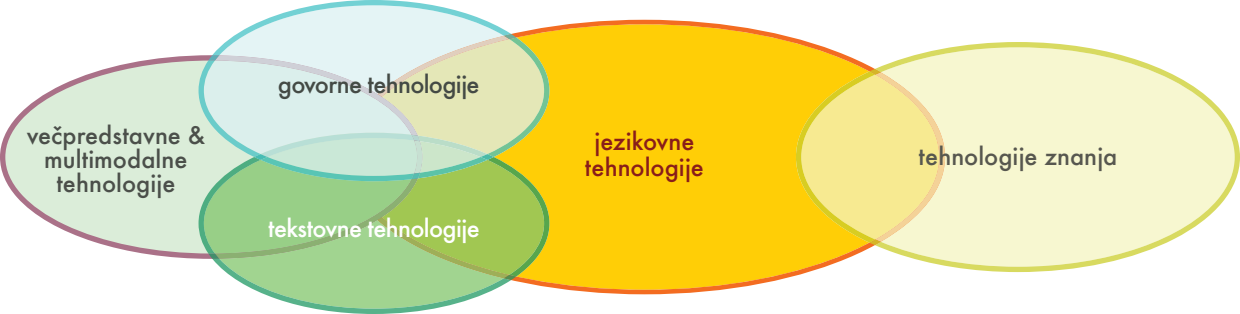 govorne tehnologije
večpredstavne &
multimodalne
tehnologije
jezikovne
tehnologije
tehnologije znanja
tekstovne tehnologije